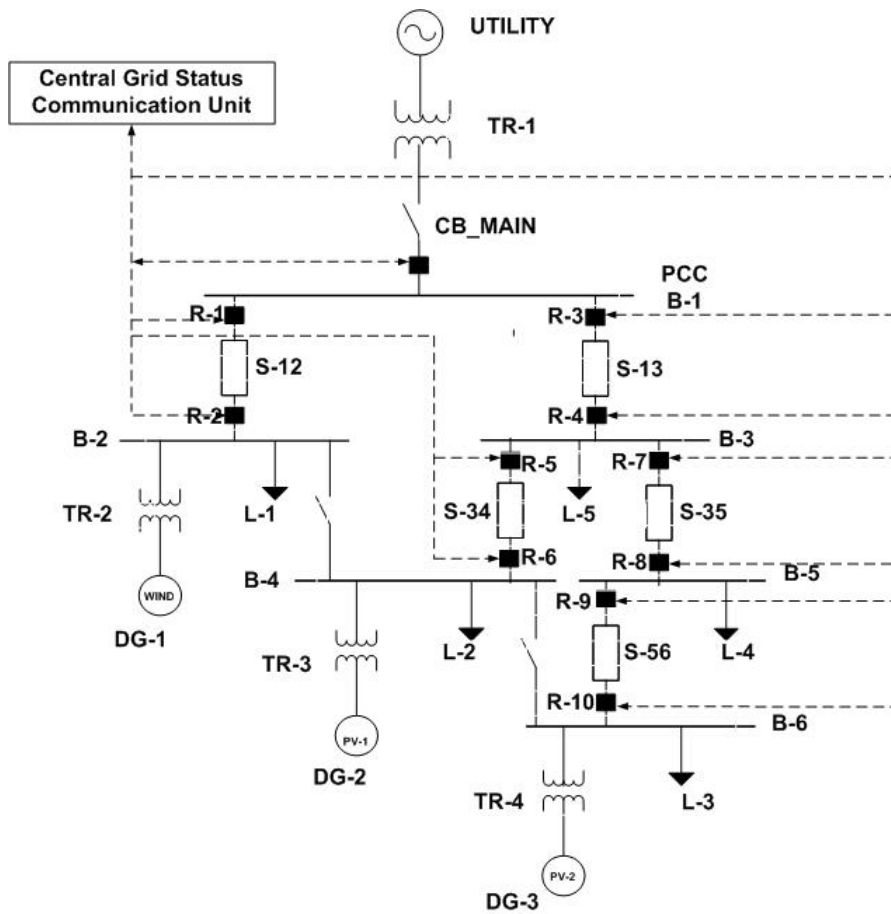 UTILITY
Central Grid Status
Communication Unit
TR-1
CB_MAIN
PCC
B-1
R-1
R-3
S-12
S-13
R-2
R-4
B-2
B-3
R-5
R-7
TR-2
L-1
S-34
L-5
S-35
R-6
R-8
B-4
B-5
WIND
R-9
DG-1
TR-3
L-2
S-56
L-4
R-10
PV-1
B-6
DG-2
TR-4
L-3
PV-2
DG-3